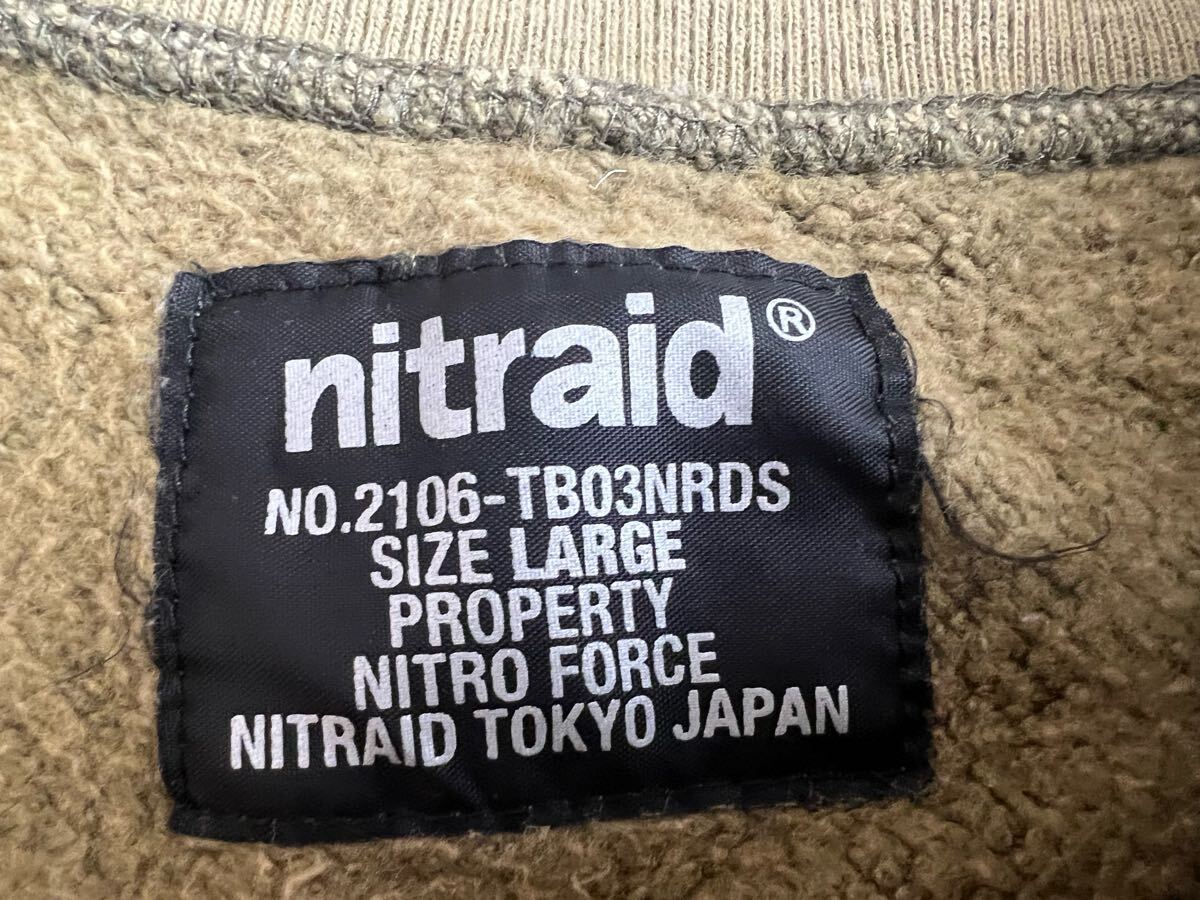 nitraid®
NO.2106-TB03NRDS
SIZE LARGE
PROPERTY
NITRO FORCE
NITRAID TOKYO JAPAN